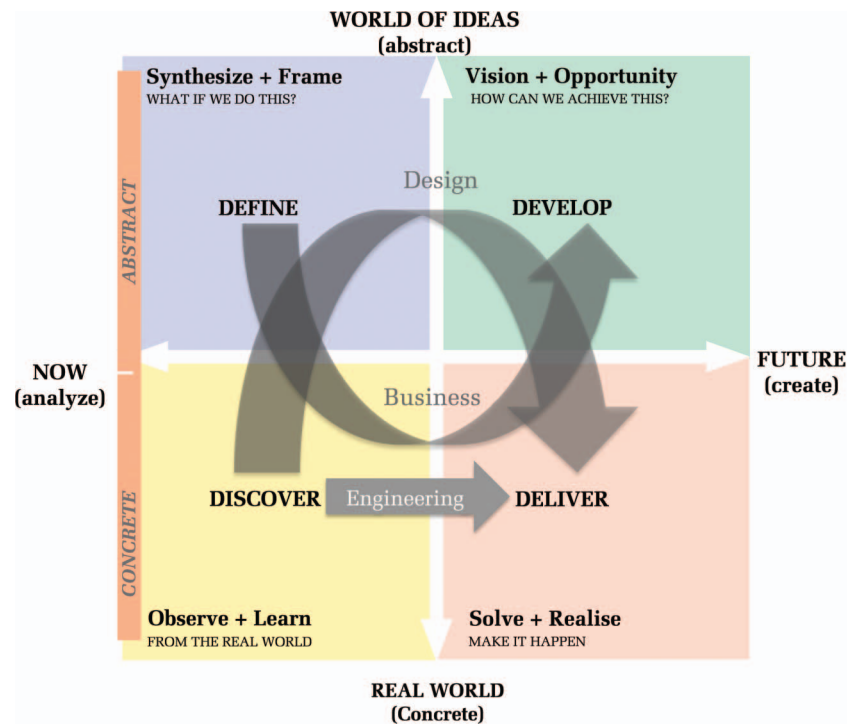 WORLD OF IDEAS
(abstract)
Synthesize + Frame
WHAT IF WE DO THIS?
Vision + Opportunity
HOW CAN WE ACHIEVE THIS?
ABSTRACT
Design
DEFINE
DEVELOP
NOW
(analyze)
FUTURE
(create)
Business
CONCRETE
DISCOVER
Engineering
DELIVER
Observe + Learn
FROM THE REAL WORLD
Solve + Realise
MAKE IT HAPPEN
REAL WORLD
(Concrete)